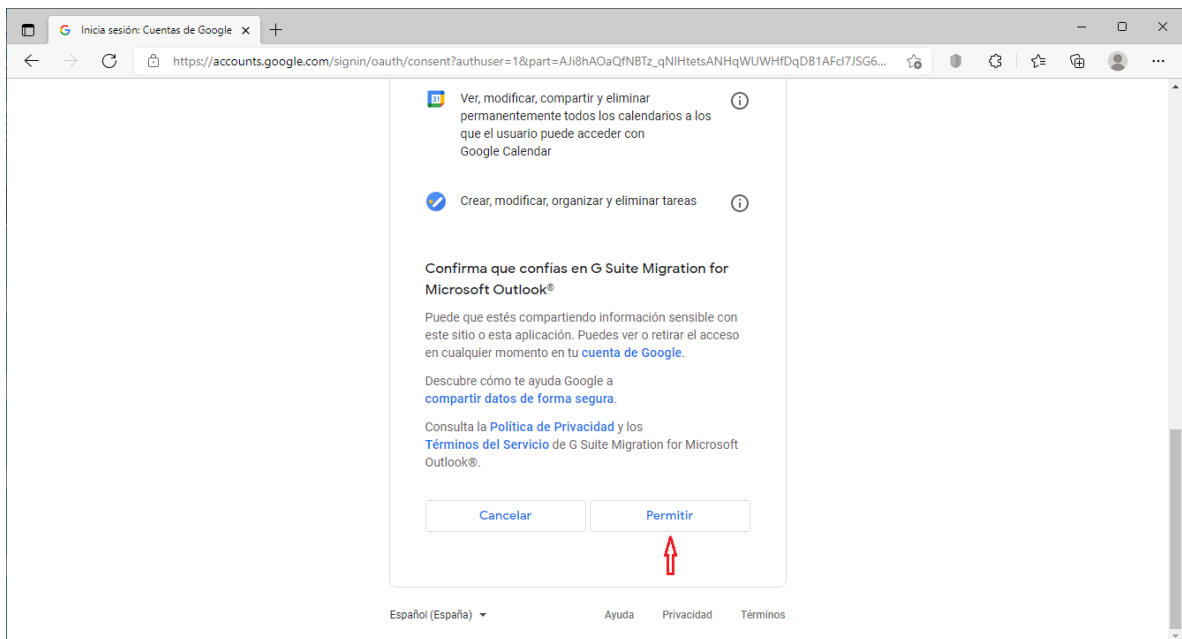 Inicia sesión: Cuentas de Google
https://accounts.google.com/signin/oauth/consent?authuser=1&part=AJi8hAOaQfNBTz_qNlHtetsANHqWUWHfDqDB1AFcl7JSG6...
31
Ver, modificar, compartir y eliminar
permanentemente todos los calendarios a los
que el usuario puede acceder con
Google Calendar
Crear, modificar, organizar y eliminar tareas
Confirma que confías en G Suite Migration for
Microsoft Outlook®
Puede que estés compartiendo información sensible con
este sitio o esta aplicación. Puedes ver o retirar el acceso
en cualquier momento en tu cuenta de Google.
Descubre cómo te ayuda Google a
compartir datos de forma segura.
Consulta la Política de Privacidad y los
Términos del Servicio de G Suite Migration for Microsoft
Outlook®.
Cancelar Permitir
Español (España) Ayuda Privacidad Términos